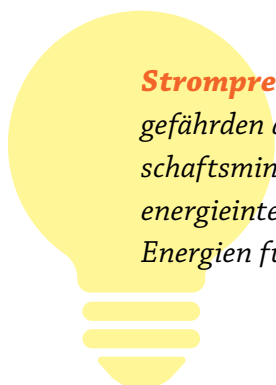 Strompre
gefährden
schaftsmin
energieinte
Energien fü